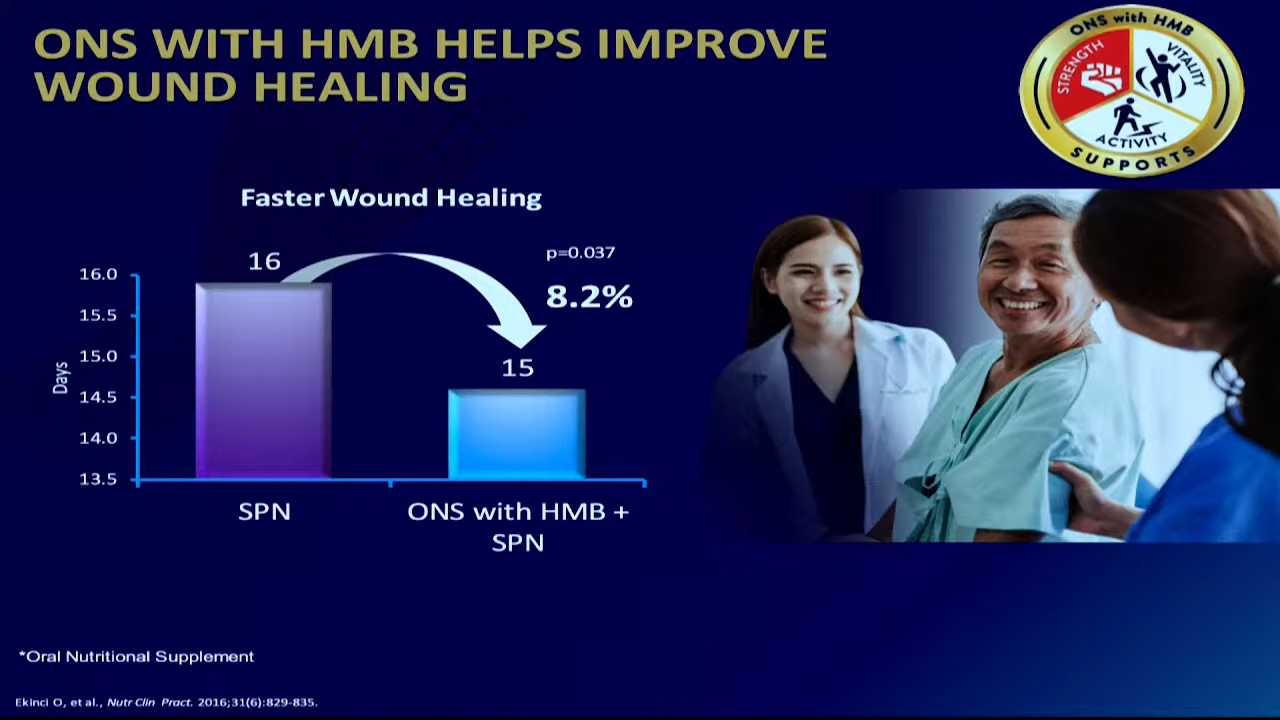 ONS WITH HMB HELPS IMPROVE
WOUND HEALING
ONS with HMB
STRENGTH
VITALITY
ACTIVITY
SUPPORTS
Faster Wound Healing
16
p=0.037
8.2%
15
16.0
15.5
15.0
14.5
14.0
13.5
Days
SPN
ONS with HMB +
SPN
*Oral Nutritional Supplement
Ekinci O, et al., Nutr Clin Pract. 2016;31(6):829-835.